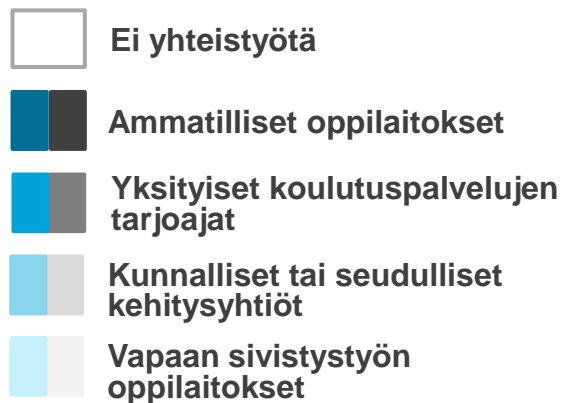 Ei yhteistyötä
Ammatilliset oppilaitokset
Yksityiset koulutuspalvelujen
tarjoajat
Kunnalliset tai seudulliset
kehitysyhtiöt
Vapaan sivistystyön
oppilaitokset